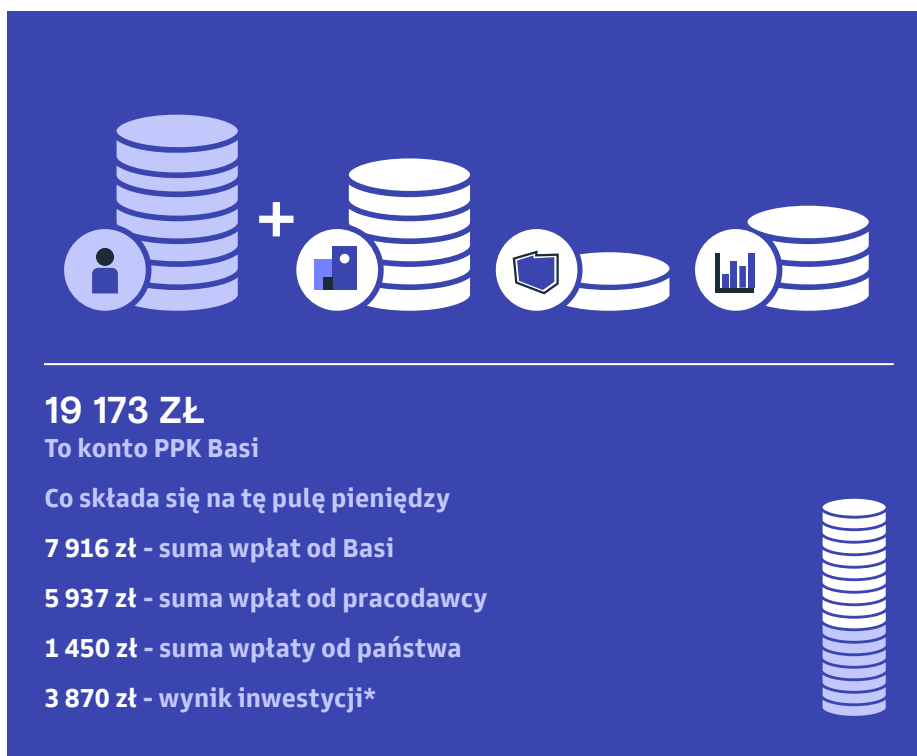 +
19 173 ZŁ
To konto PPK Basi
Co składa się na tę pulę pieniędzy
7 916 zł - suma wpłat od Basi
5 937 zł - suma wpłat od pracodawcy
1 450 zł - suma wpłaty od państwa
3 870 zł - wynik inwestycji*